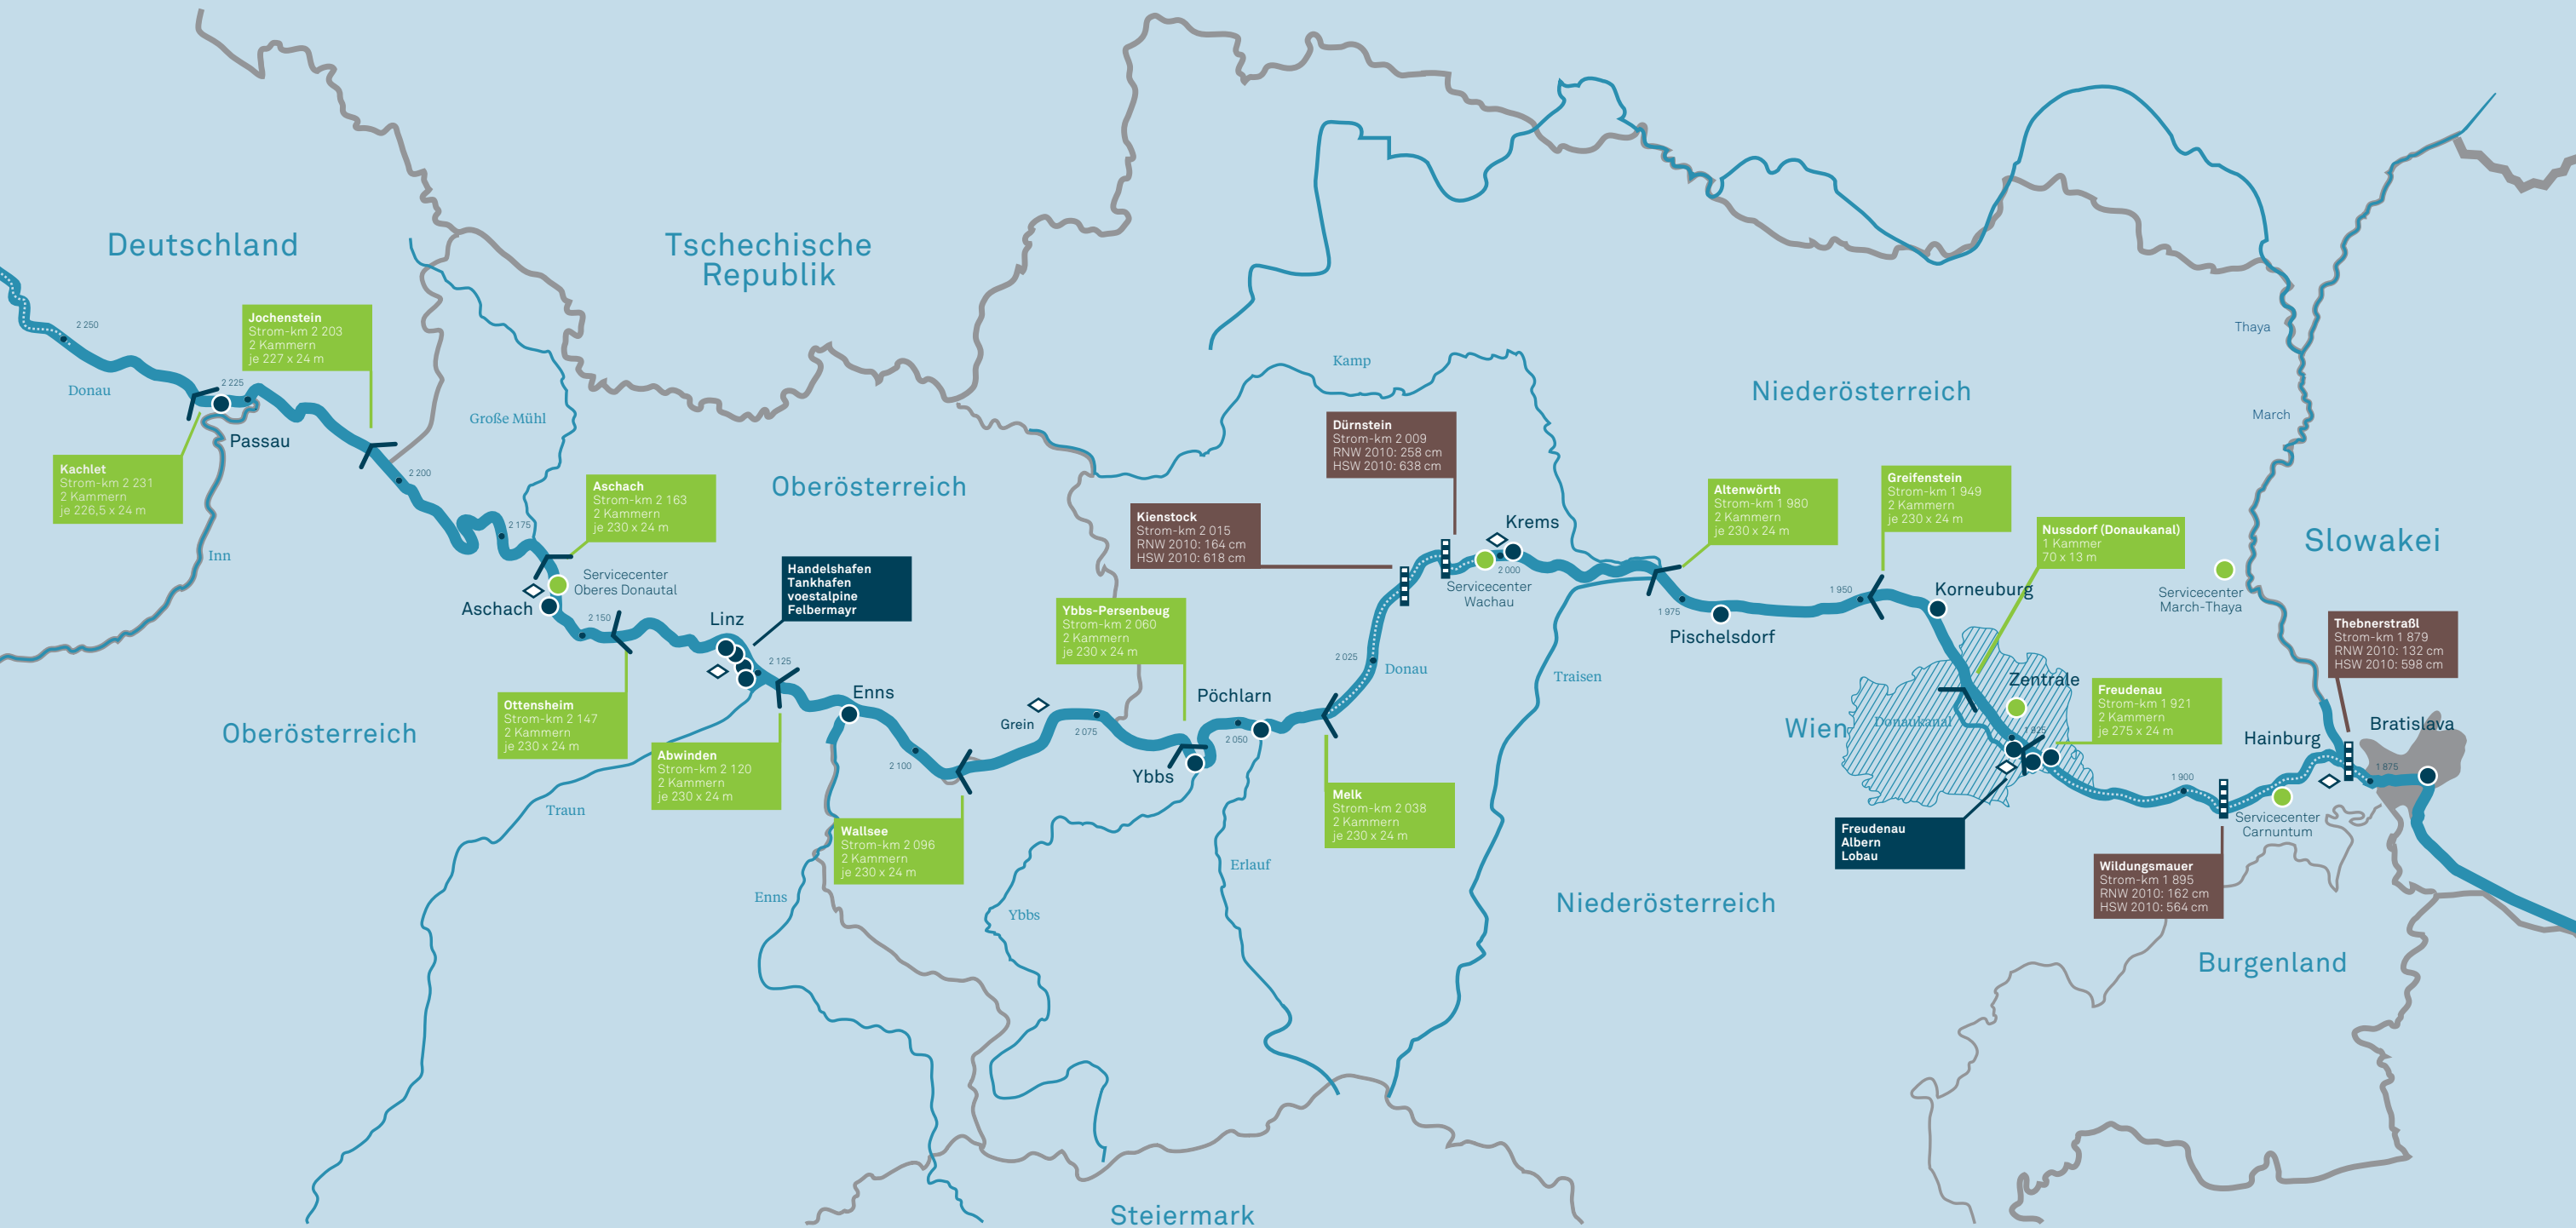 Deutschland
Tschechische
Republik
2 250
Donau
Jochenstein
Strom-km 2 203
2 Kammern
je 227 x 24 m
2 225
Passau
Kachlet
Strom-km 2 231
2 Kammern
je 226,5 x 24 m
Inn
2 200
Große Mühl
2 175
Aschach
Strom-km 2 163
2 Kammern
je 230 x 24 m
Servicecenter
Oberes Donautal
Aschach
2 150
Oberösterreich
Oberösterreich
Handelshafen
Tankhafen
voestalpine
Felbermayr
Linz
2 125
Ottensheim
Strom-km 2 147
2 Kammern
je 230 x 24 m
Abwinden
Strom-km 2 120
2 Kammern
je 230 x 24 m
Traun
Enns
Enns
2 100
Wallsee
Strom-km 2 096
2 Kammern
je 230 x 24 m
Grein
2 075
Ybbs-Persenbeug
Strom-km 2 060
2 Kammern
je 230 x 24 m
Ybbs
Ybbs
Pöchlarn
2 050
Erlauf
Melk
Strom-km 2 038
2 Kammern
je 230 x 24 m
2 025
Donau
Kienstock
Strom-km 2 015
RNW 2010: 164 cm
HSW 2010: 618 cm
Dürnstein
Strom-km 2 009
RNW 2010: 258 cm
HSW 2010: 638 cm
Kamp
Krems
2 000
Servicecenter
Wachau
Traisen
Niederösterreich
Niederösterreich
Altenwörth
Strom-km 1 980
2 Kammern
je 230 x 24 m
1 975
Pischelsdorf
1 950
Greifenstein
Strom-km 1 949
2 Kammern
je 230 x 24 m
Korneuburg
Nussdorf (Donaukanal)
1 Kammer
70 x 13 m
Wien
Donaukanal
Zentrale
1 925
Freudenau
Strom-km 1 921
2 Kammern
je 275 x 24 m
Freudenau
Albern
Lobau
Thaya
March
Slowakei
Servicecenter
March-Thaya
1 900
Wildungsmauer
Strom-km 1 895
RNW 2010: 162 cm
HSW 2010: 564 cm
Servicecenter
Carnuntum
Hainburg
Thebnerstraßl
Strom-km 1 879
RNW 2010: 132 cm
HSW 2010: 598 cm
Bratislava
1 875
Burgenland
Steiermark